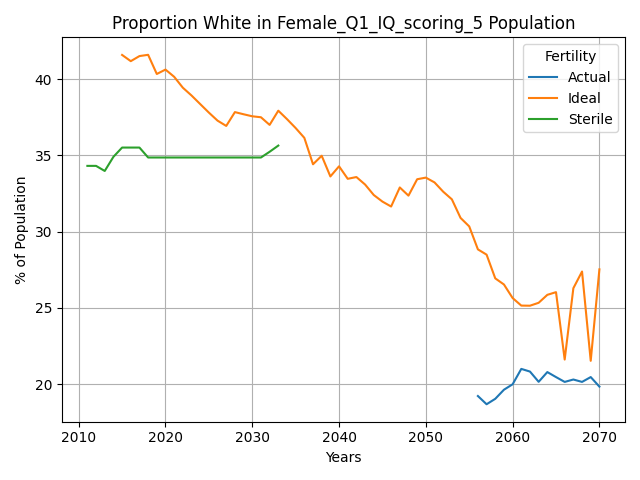 Proportion White in Female_Q1_IQ_scoring_5 Population
Fertility
Actual
Ideal
Sterile
% of Population
40
35
30
25
20
2010 2020 2030 2040 2050 2060 2070
Years